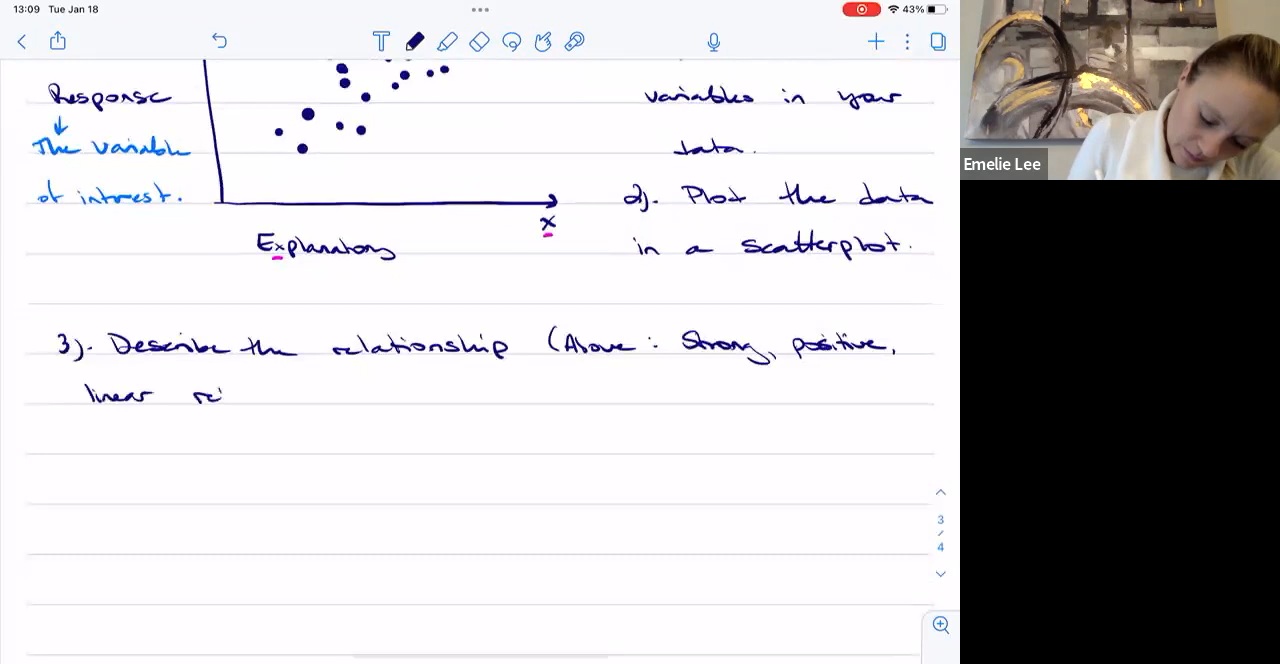 13:09 Tue Jan 18
43%
Response
The variable
of interest.
x
Explanatory
variables in your
data.
2). Plot the data
in a scatterplot.
3). Describe the relationship (Above: Strong, positive,
linear
3
/
4
Emelie Lee